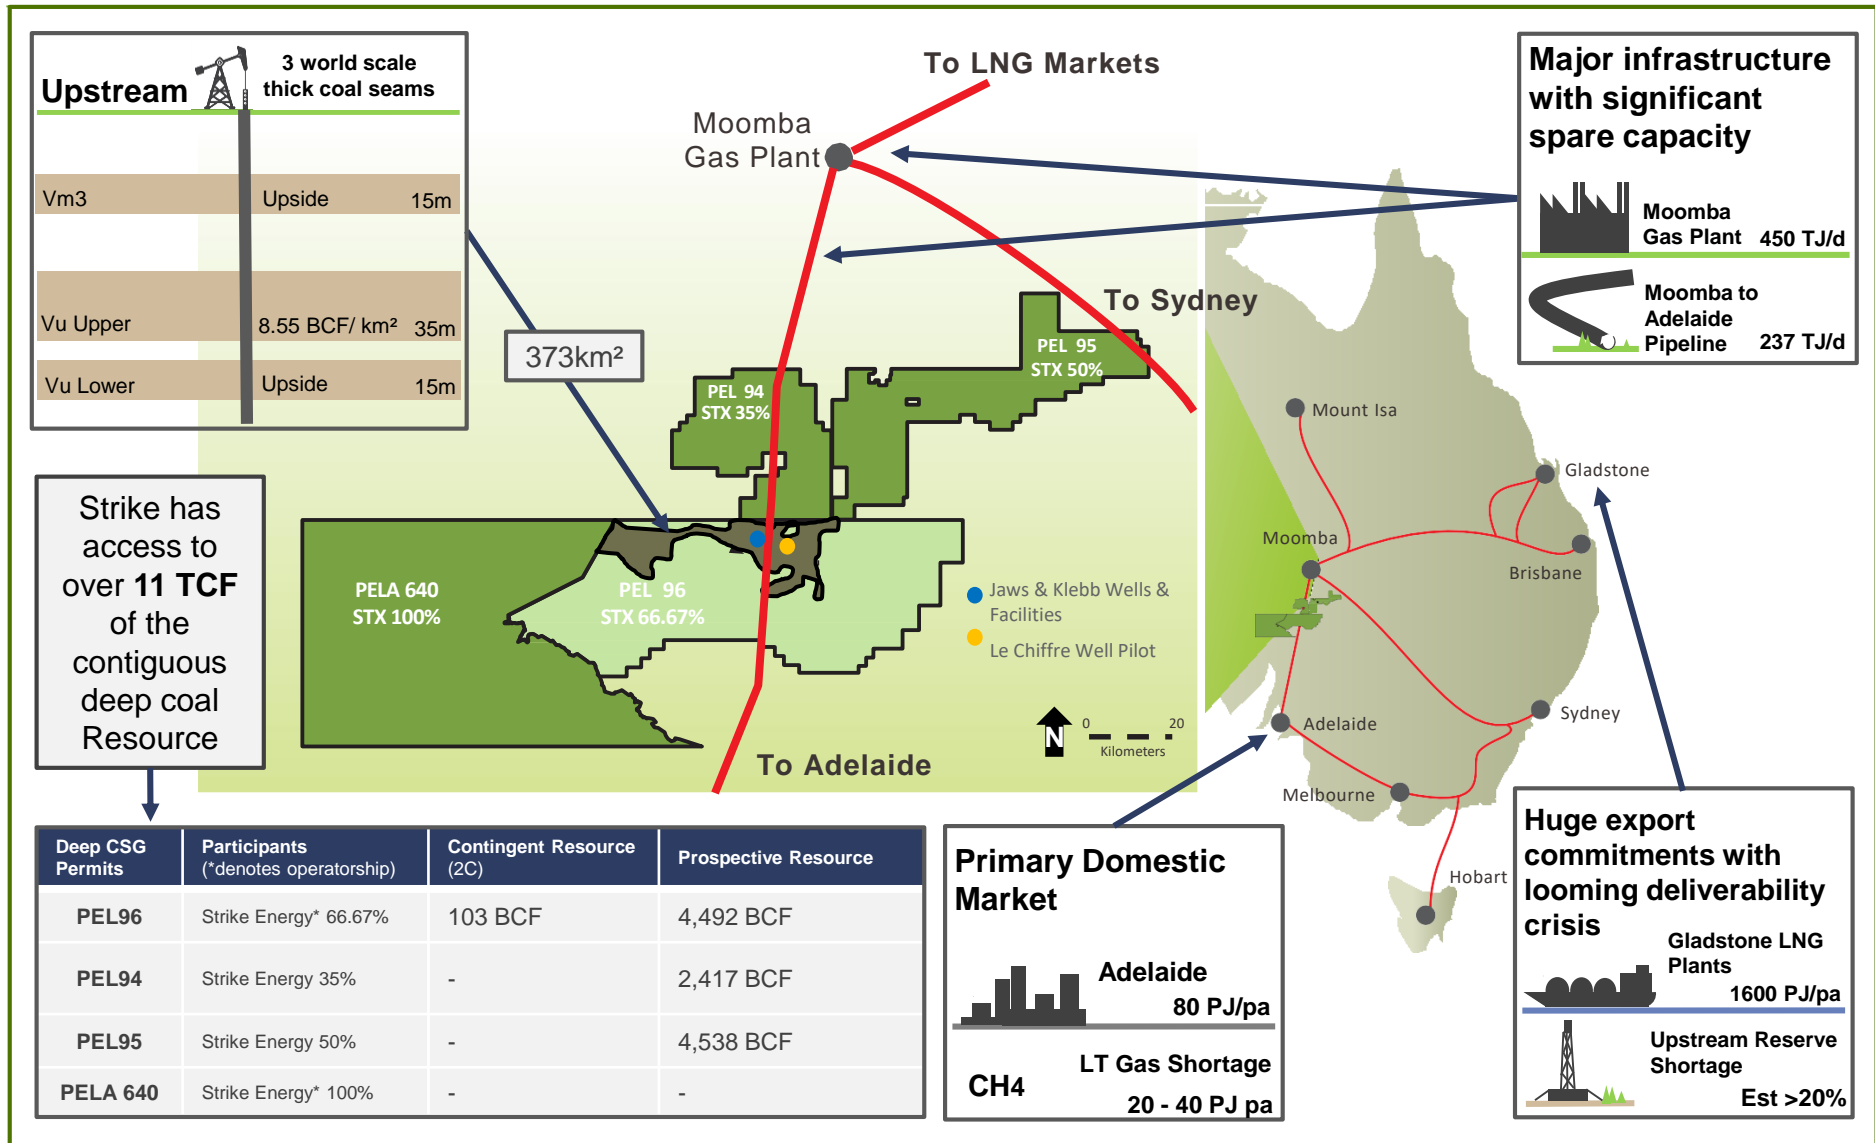 Upstream
3 world scale
thick coal seams
Vm3 Upside 15m
Vu Upper 8.55 BCF/ km² 35m
Vu Lower Upside 15m
To LNG Markets
Moomba
Gas Plant
To Sydney
373km²
PEL 95
STX 50%
PEL 94
STX 35%
PELA 640
STX 100%
PEL 96
STX 66.67%
Jaws & Klebb Wells &
Facilities
Le Chiffre Well Pilot
N
0 20
Kilometers
To Adelaide
Major infrastructure
with significant
spare capacity
Moomba
Gas Plant 450 TJ/d
Moomba to
Adelaide
Pipeline 237 TJ/d
Mount Isa
Gladstone
Moomba
Brisbane
Adelaide
Sydney
Melbourne
Hobart
Strike has
access to
over 11 TCF
of the
contiguous
deep coal
Resource
Deep CSG
Permits
Participants
(*denotes operatorship)
Contingent Resource
(2C)
Prospective Resource
PEL96 Strike Energy* 66.67% 103 BCF 4,492 BCF
PEL94 Strike Energy 35% - 2,417 BCF
PEL95 Strike Energy 50% - 4,538 BCF
PELA 640 Strike Energy* 100% - -
Primary Domestic
Market
Adelaide
80 PJ/pa
LT Gas Shortage
CH4
20 - 40 PJ pa
Huge export
commitments with
looming deliverability
crisis
Gladstone LNG
Plants
1600 PJ/pa
Upstream Reserve
Shortage
Est >20%